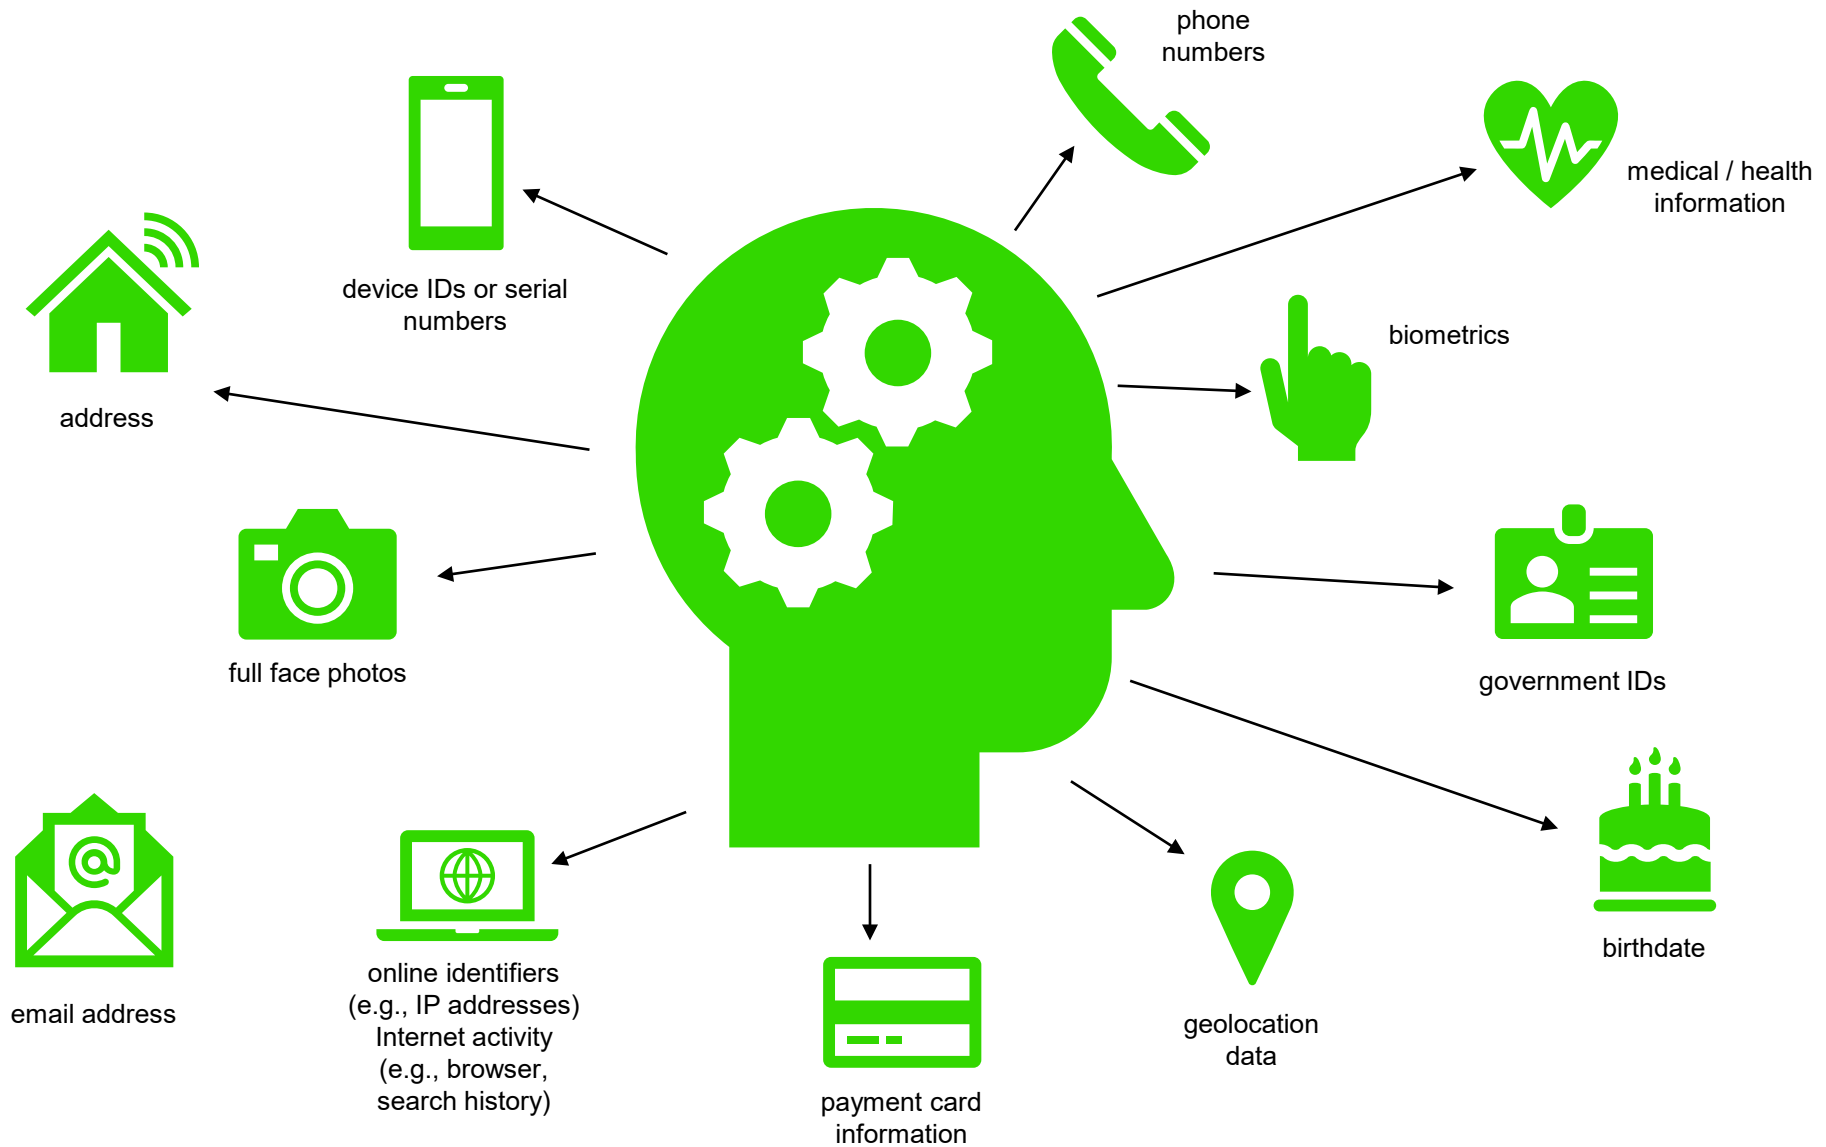 phone
numbers
medical / health
information
device IDs or serial
numbers
biometrics
address
full face photos
government IDs
birthdate
email address
online identifiers
(e.g., IP addresses)
Internet activity
(e.g., browser,
search history)
geolocation
data
payment card
information